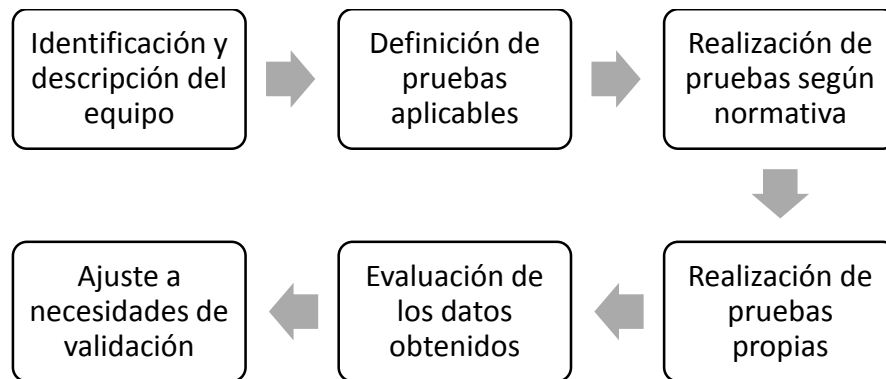 Identificación y
descripción del
equipo
Definición de
pruebas
aplicables
Realización de
pruebas según
normativa
Realización de
pruebas
propias
Evaluación de
los datos
obtenidos
Ajuste a
necesidades de
validación